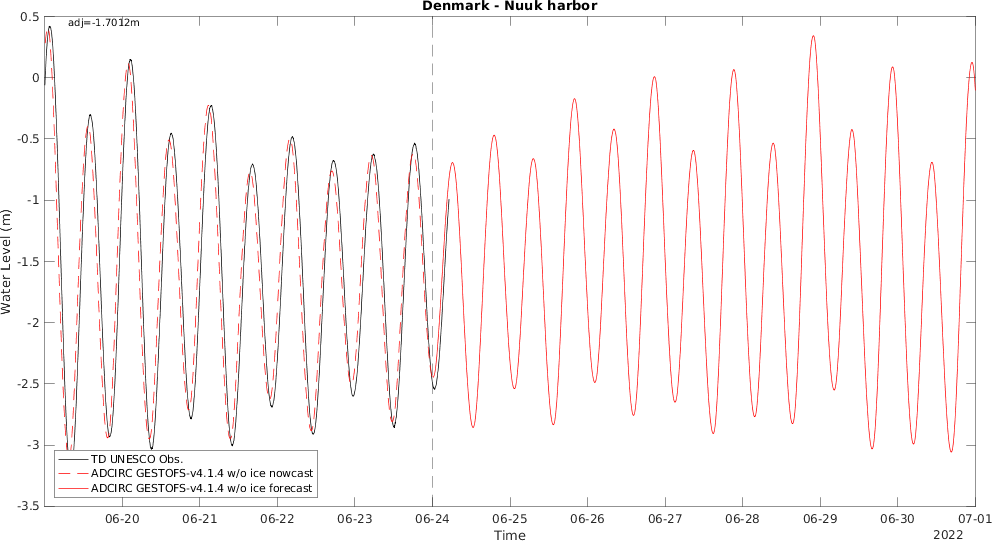 Denmark - Nuuk harbor
adj=-1.7012m
0.5
0
-0.5
-1
-1.5
-2
-2.5
-3
-3.5
Water Level (m)
TD UNESCO Obs.
ADCIRC GESTOFS-v4.1.4 w/o ice nowcast
ADCIRC GESTOFS-v4.1.4 w/o ice forecast
06-20 06-21 06-22 06-23 06-24 06-25 06-26 06-27 06-28 06-29 06-30 07-01
Time
2022